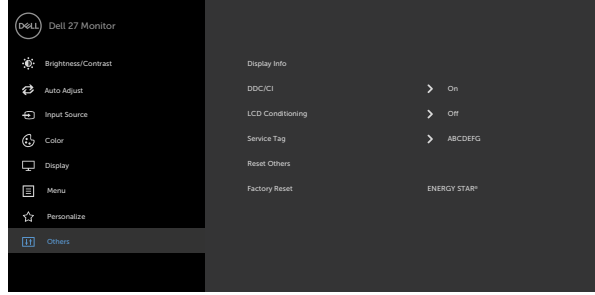 DELL Dell 27 Monitor
Brightness/Contrast
Auto Adjust
Input Source
Color
Display
Menu
Personalize
Others
Display Info
DDC/CI On
LCD Conditioning Off
Service Tag ABCDEFG
Reset Others
Factory Reset ENERGY STAR®